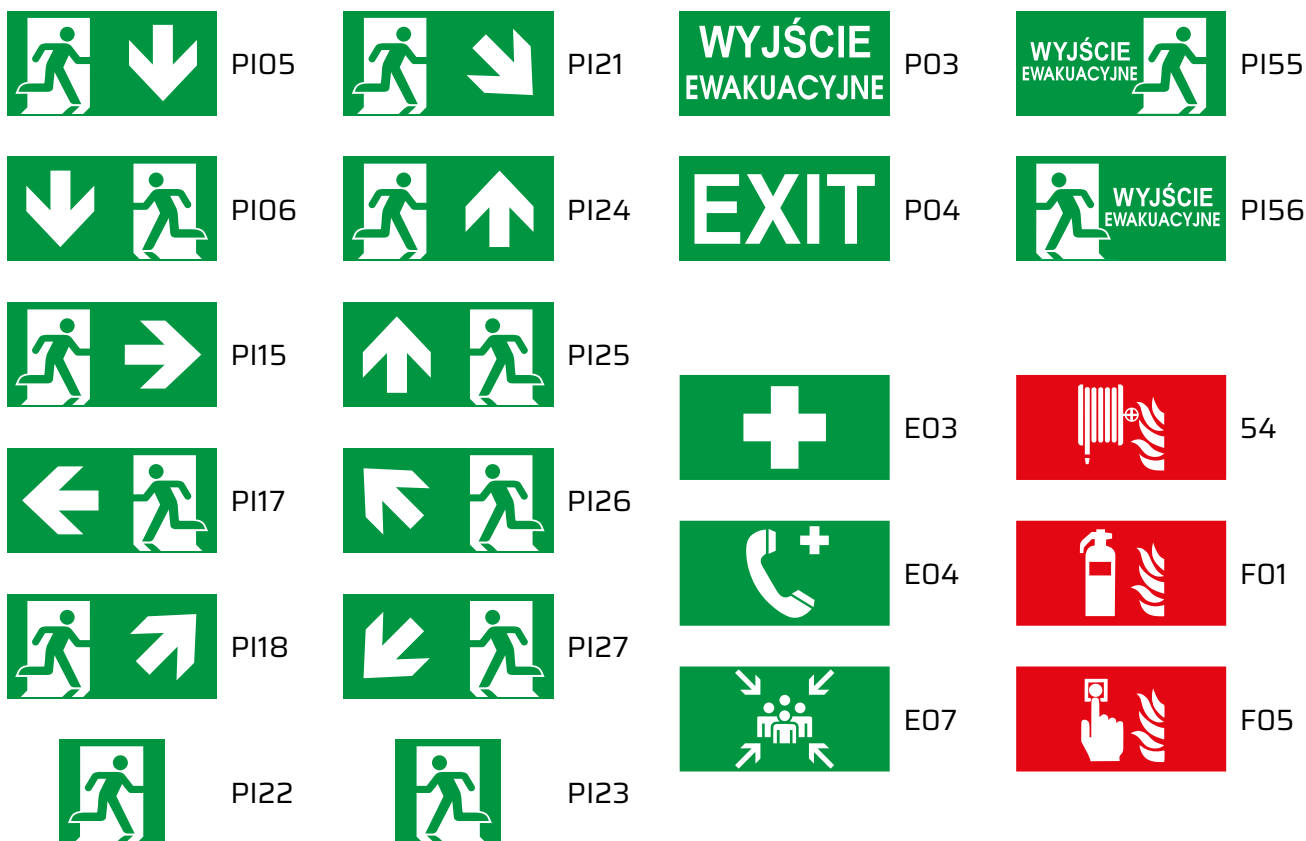 PI05
PI21
WYJŚCIE
EWAKUACYJNE
P03
WYJŚCIE
EWAKUACYJNE
PI55
PI06
PI24
EXIT
P04
WYJŚCIE
EWAKUACYJNE
PI56
PI15
PI25
E03
54
PI17
PI26
E04
F01
PI18
PI27
E07
F05
PI22
PI23